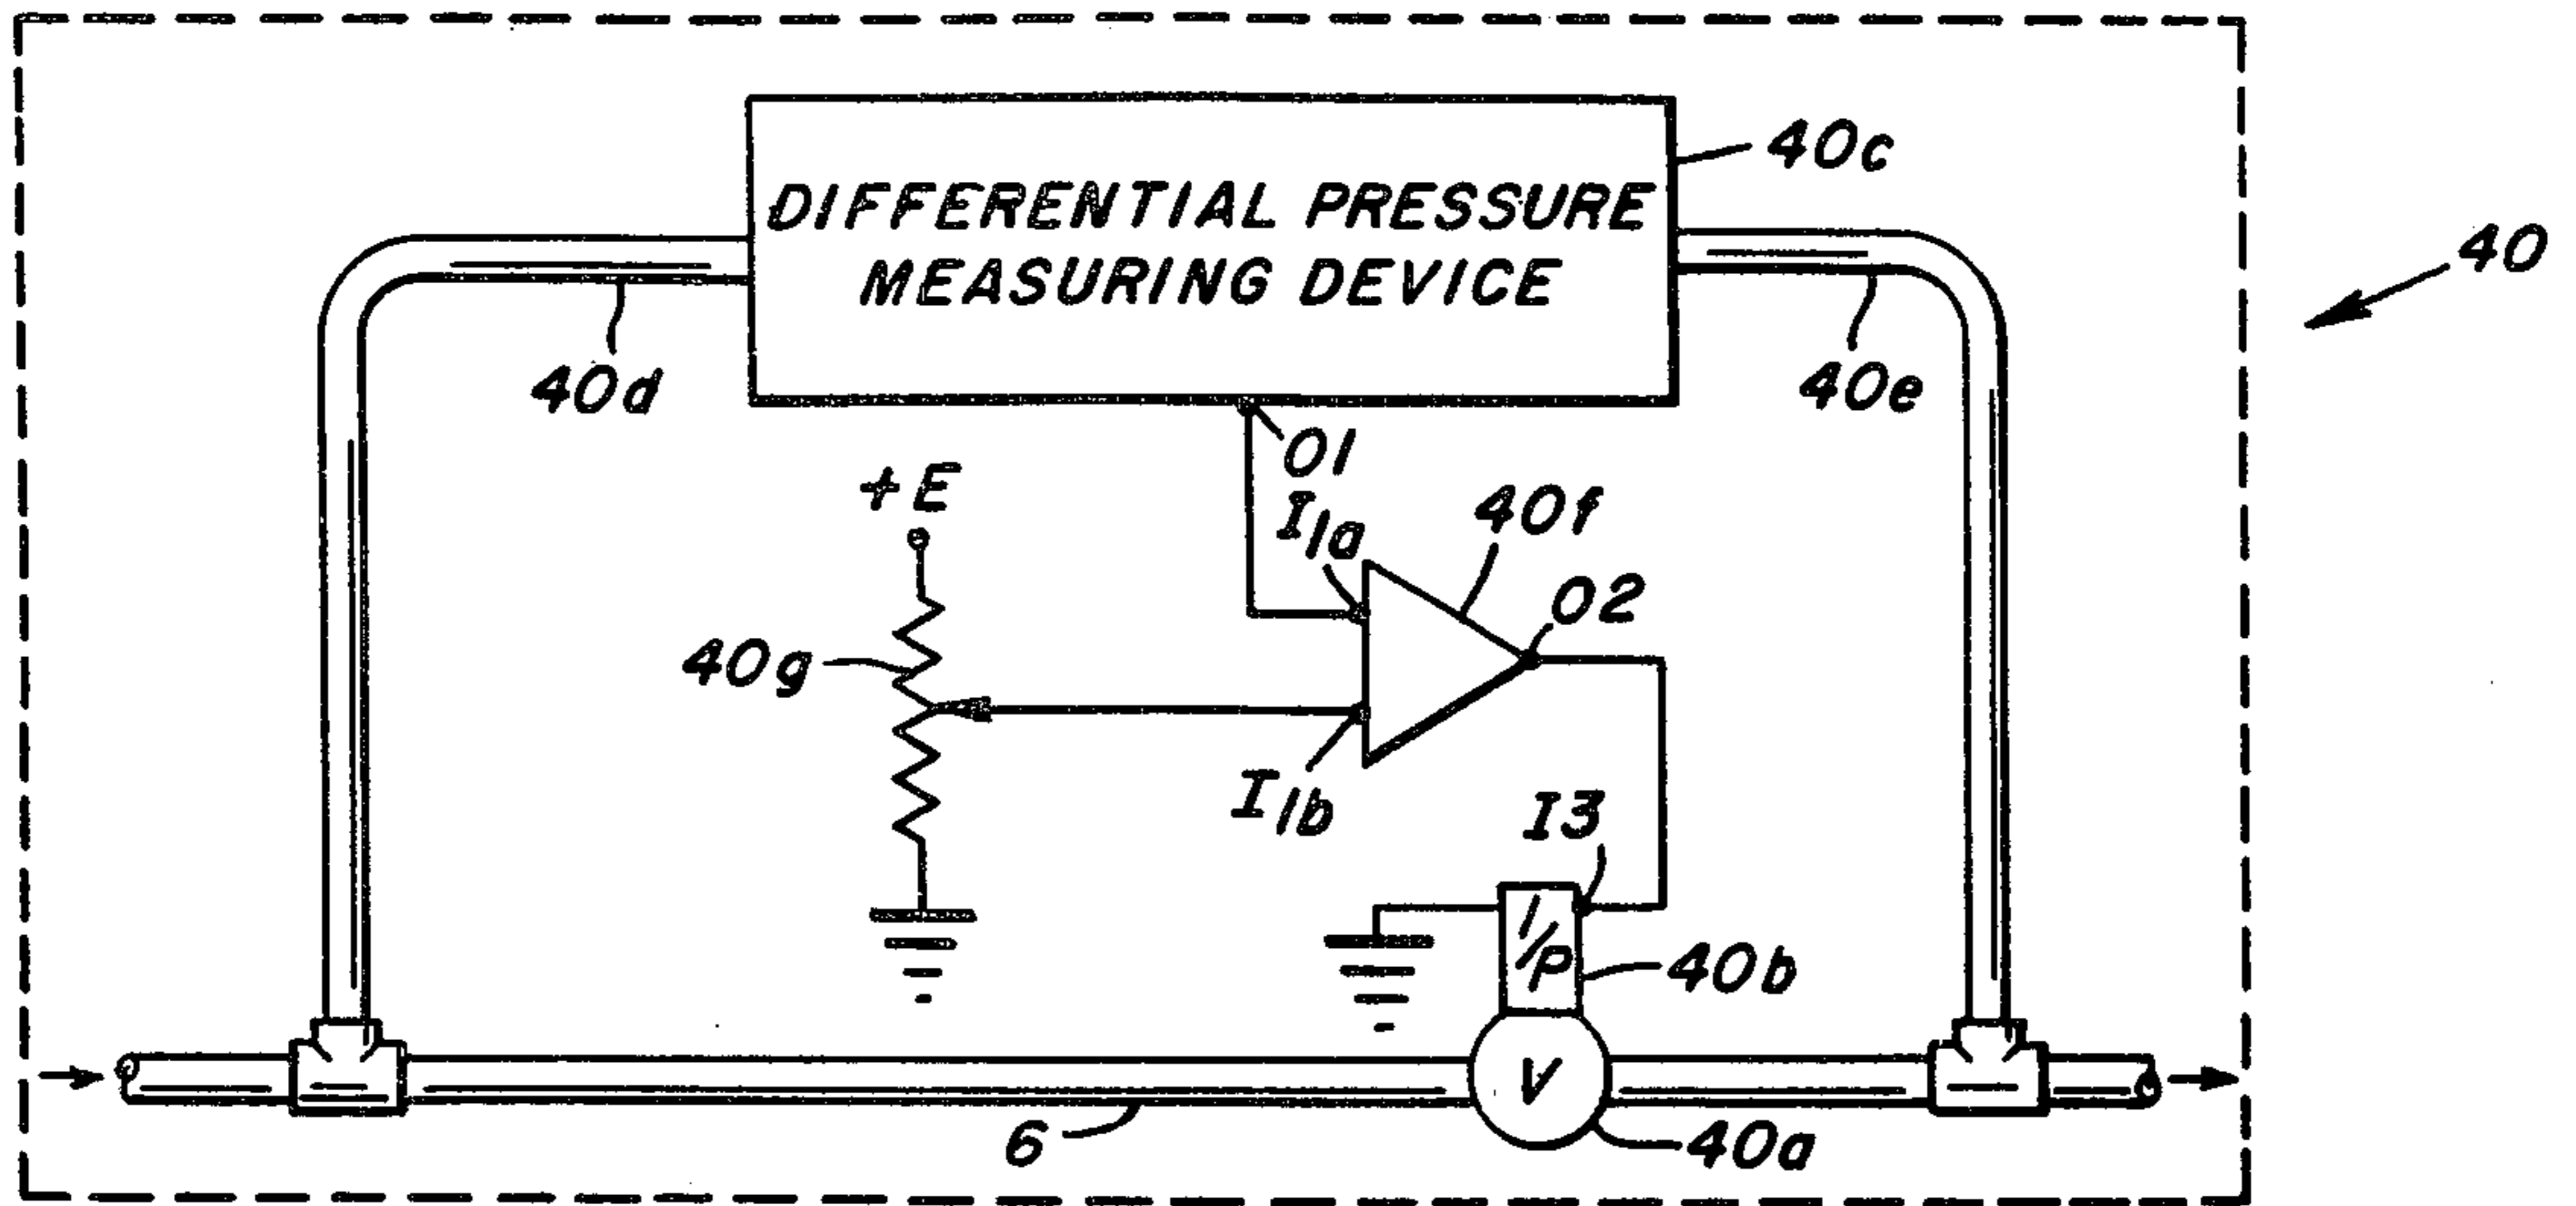 40c
DIFFERENTIAL PRESSURE
MEASURING DEVICE
40
40d
40e
O1
+E
I1a
40f
O2
40g
I1b
I3
I/P
40b
V
6
40a